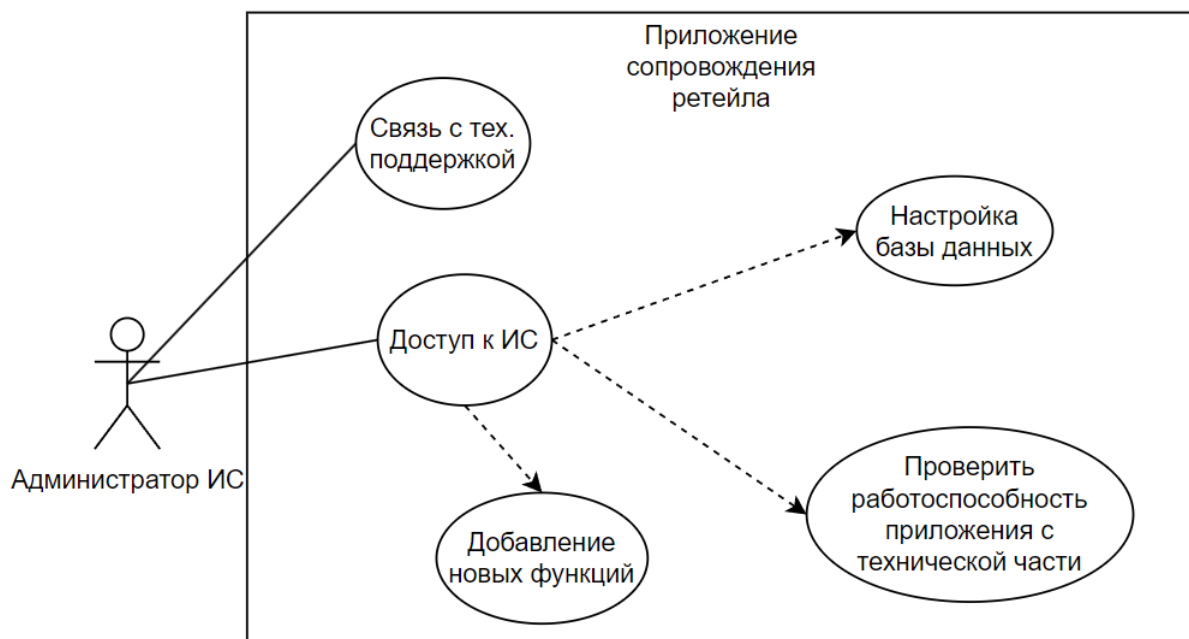 Приложение
сопровождения
ретейла
Связь с тех.
поддержкой
Настройка
базы данных
Доступ к ИС
Администратор ИС
Проверить
работоспособность
приложения с
технической части
Добавление
новых функций